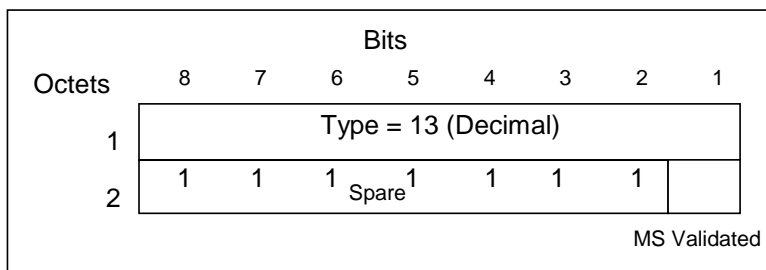 Bits
Octets 8 7 6 5 4 3 2 1
1 Type = 13 (Decimal)
2 1 1 1 1 1 1 1
Spare
MS Validated